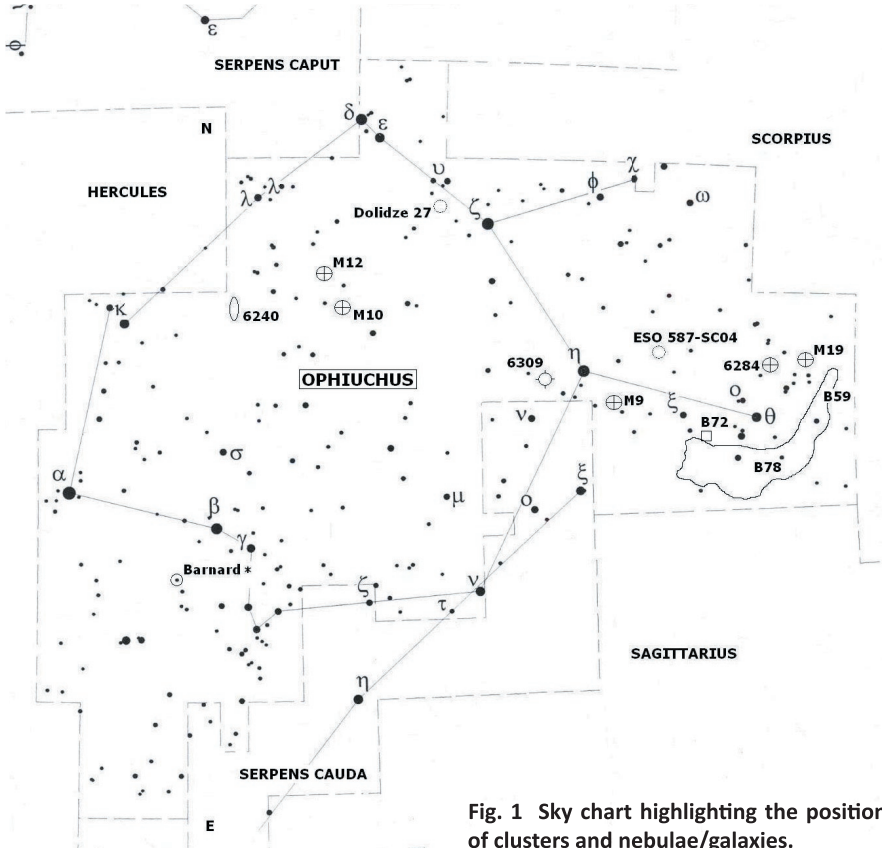 ε
φ
SERPENS CAPUT
δ
ε
N
SCORPIUS
HERCULES
λ λ
υ
φ
χ
Dolidze 27
ζ
ω
M12
κ
6240
M10
ESO 587-SC04
6309
η
6284
M19
OPHIUCHUS
M9
ξ
ο
θ
B59
B72
B78
ν
σ
α
μ
ο
ξ
β
γ
Barnard *
ζ
ν
τ
η
SAGITTARIUS
SERPENS CAUDA
E
Fig. 1 Sky chart highlighting the position
of clusters and nebulae/galaxies.